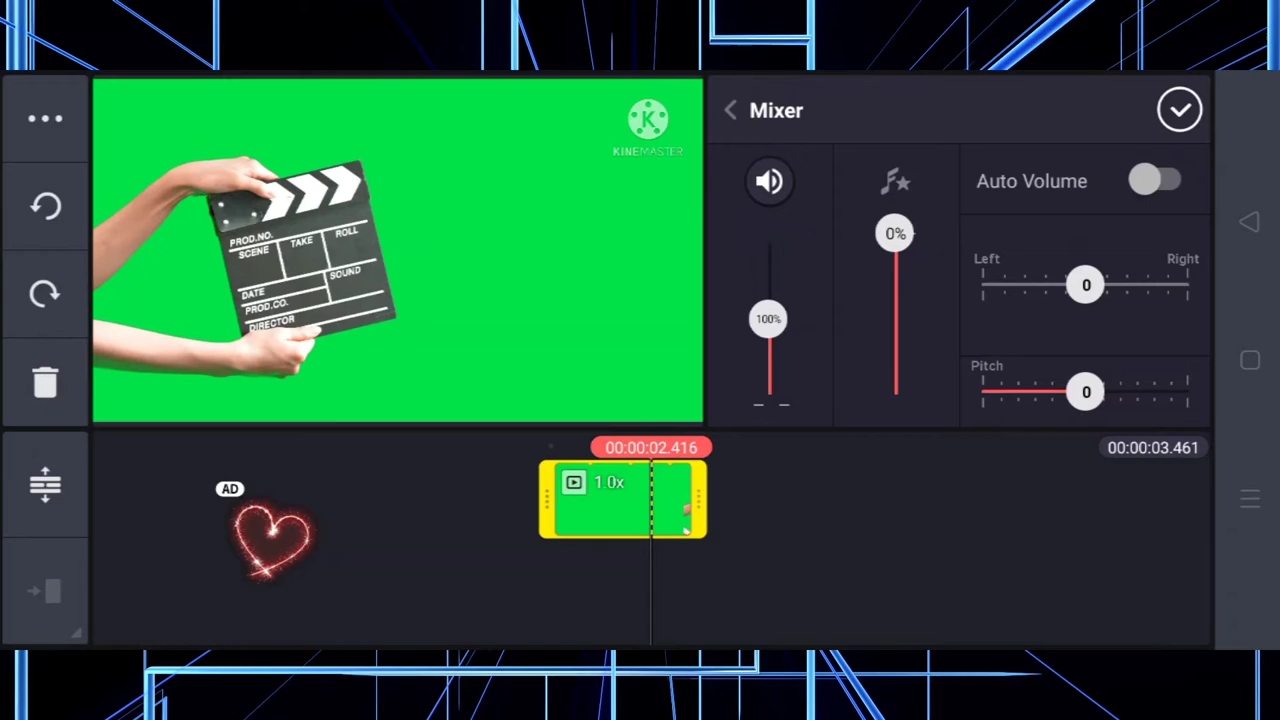 K
KINEMASTER
PROD.NO.
SCENE
TAKE
ROLL
DATE
SOUND
PROD.CO.
DIRECTOR
Mixer
100%
0%
Auto Volume
Left
Right
0
Pitch
0
00:00:02.416
00:00:03.461
AD
1.0x